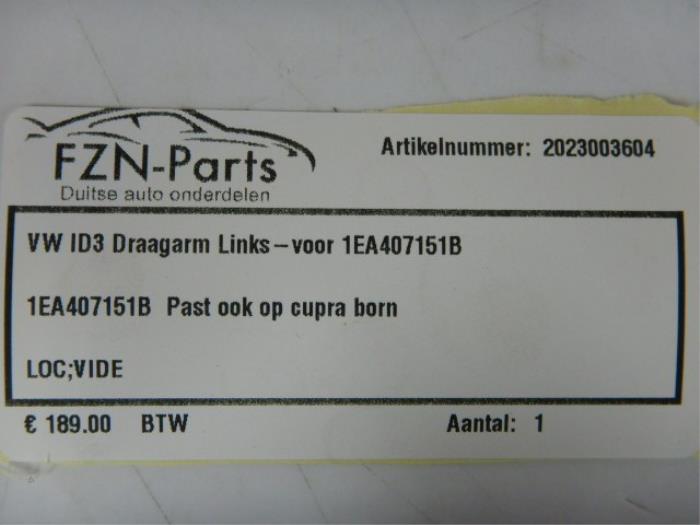 FZN-Parts
Duitse auto onderdelen
Artikelnummer: 2023003604
VW ID3 Draagarm Links-voor 1EA407151B
1EA407151B Past ook op cupra born
LOC;VIDE
€ 189.00 BTW Aantal: 1